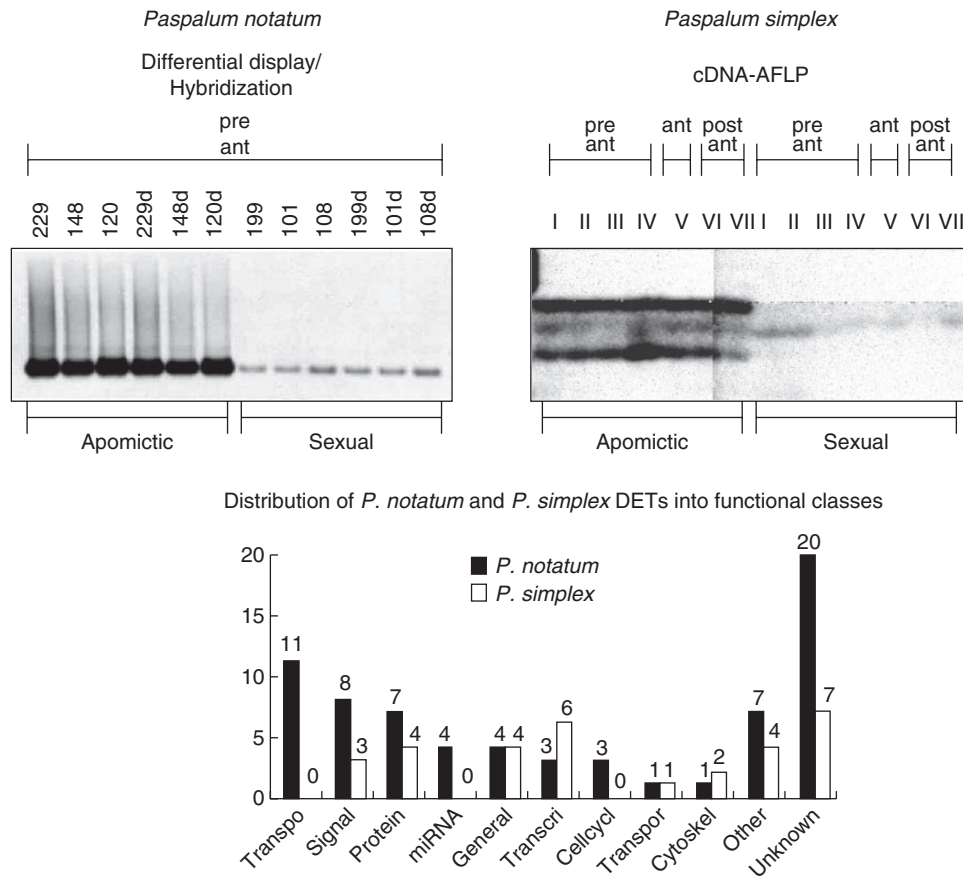 Paspalum notatum
Differential display/
Hybridization
pre
ant
229 148 120 229d 148d 120d 199 101 108 199d 101d 108d
Apomictic Sexual
Paspalum simplex
cDNA-AFLP
pre ant post pre ant post
ant ant ant ant
I II III IV V VI VII I II III IV V VI VII
Apomictic Sexual
Distribution of P. notatum and P. simplex DETs into functional classes
P. notatum
P. simplex
20
15
10
5
0
11 0 8 3 7 4 4 0 4 4 3 6 3 0 1 1 1 2 7 4 20 7
Transpo Signal Protein miRNA General Transcri Cellcycl Transpor Cytoskel Other Unknown